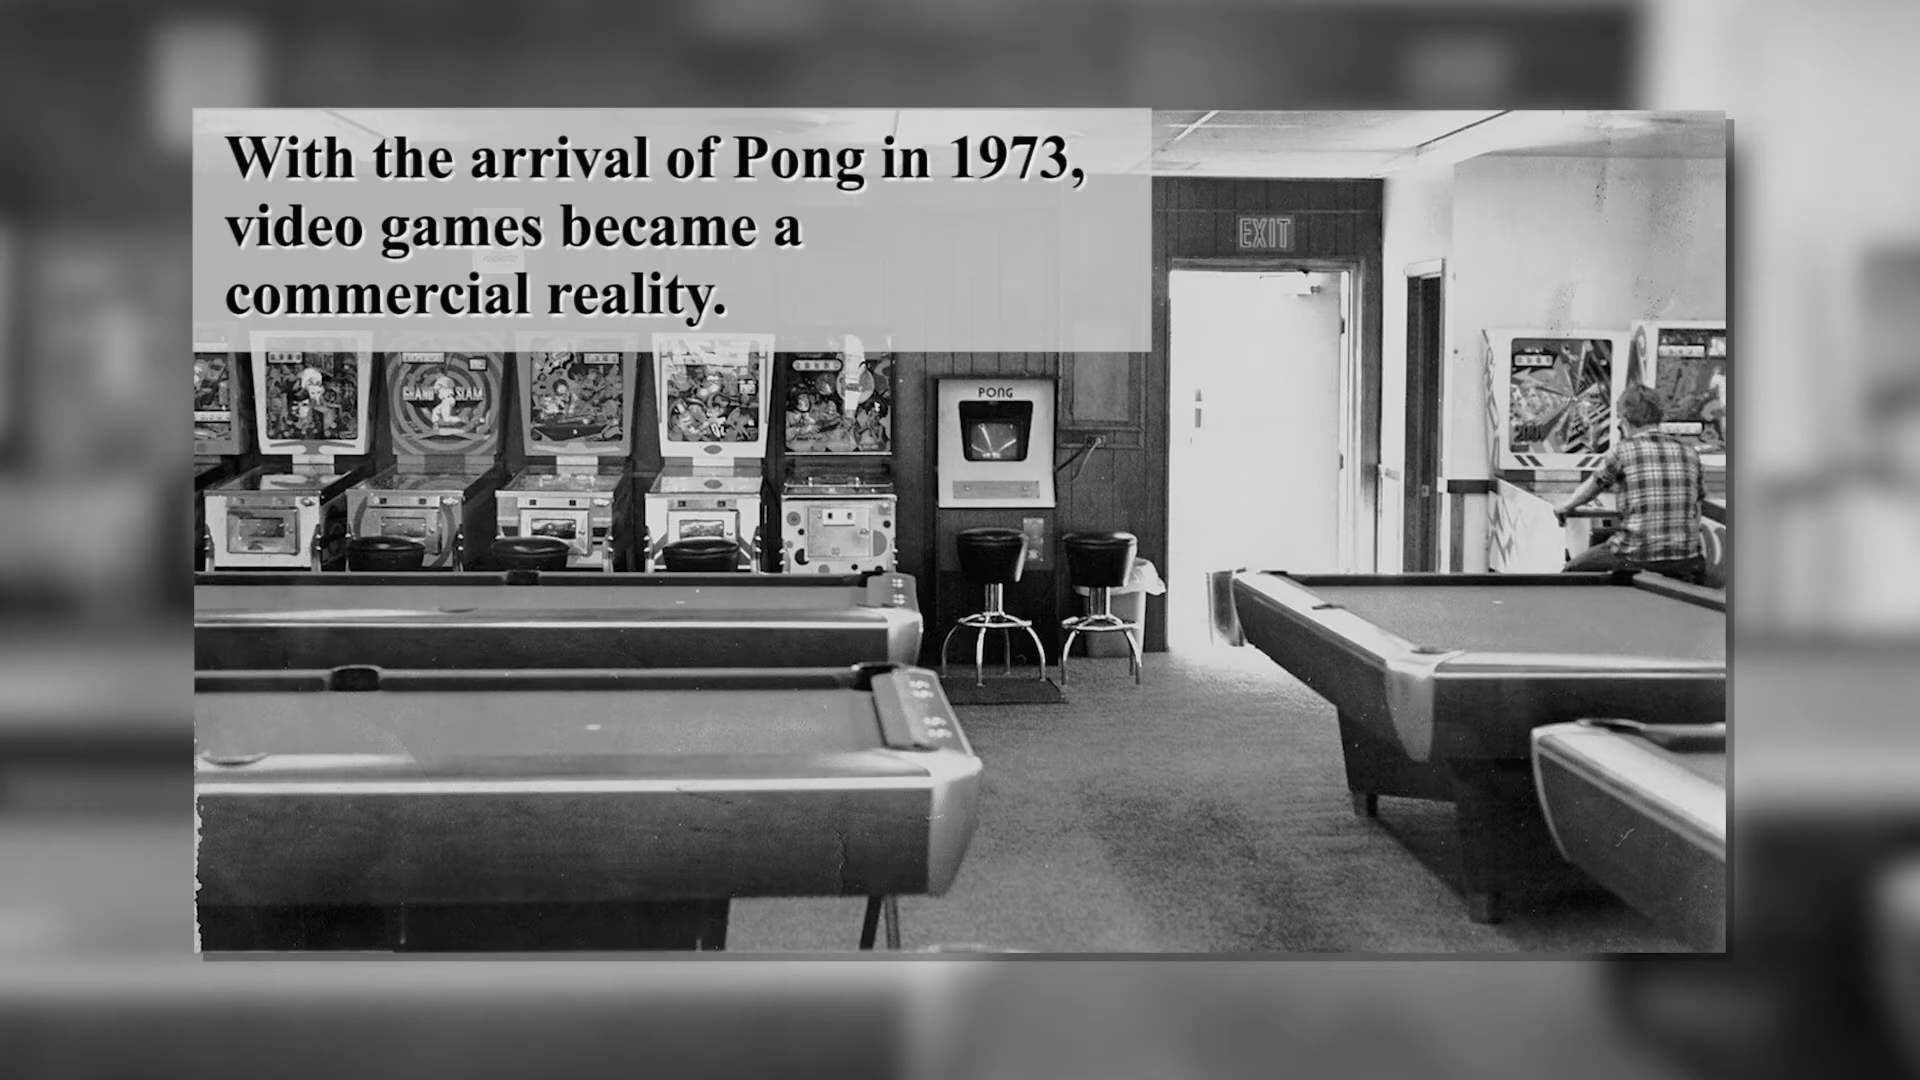 With the arrival of Pong in 1973,
video games became a
commercial reality.
EXIT
PONG
GRAND SLAM